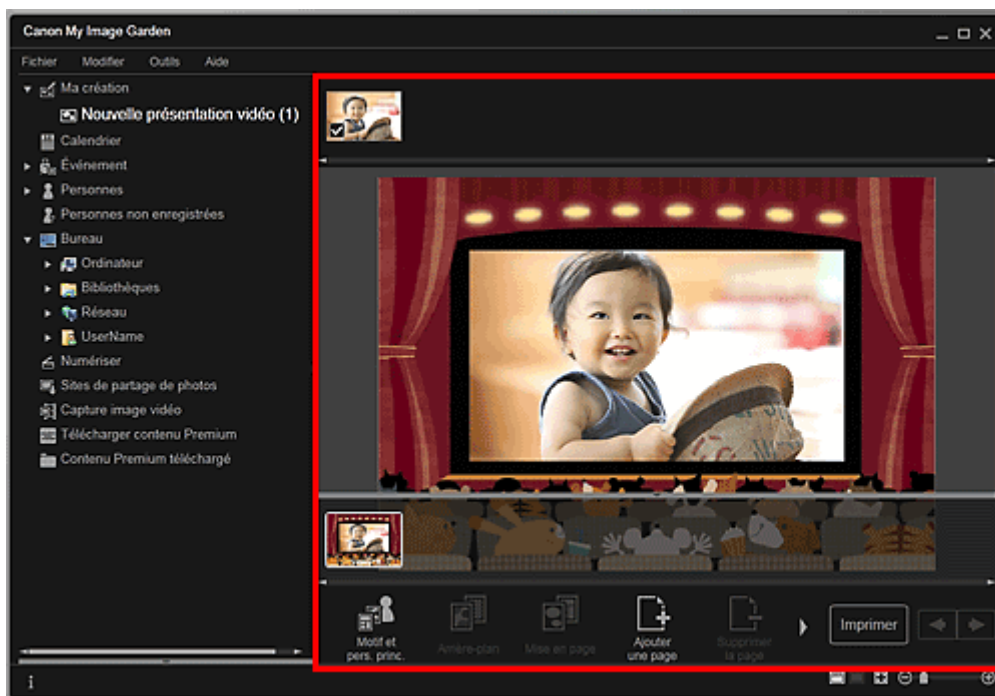 Canon My Image Garden
Fichier Modifier Outils Aide
Ma création
Nouvelle présentation vidéo (1)
Calendrier
Événement
Personnes
Personnes non enregistrées
Bureau
Ordinateur
Bibliothèques
Réseau
UserName
Numériser
Sites de partage de photos
Capture image vidéo
Télécharger contenu Premium
Contenu Premium téléchargé
Motif et
pers. princ.
Arrière-plan
Mise en page
Ajouter
une page
Supprimer
la page
Imprimer